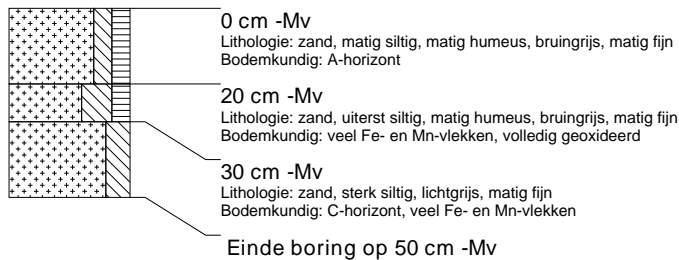 0 cm -Mv
Lithologie: zand, matig siltig, matig humeus, bruingrijs, matig fijn
Bodemkundig: A-horizont
20 cm -Mv
Lithologie: zand, uiterst siltig, matig humeus, bruingrijs, matig fijn
Bodemkundig: veel Fe- en Mn-vlekken, volledig geoxideerd
30 cm -Mv
Lithologie: zand, sterk siltig, lichtgrijs, matig fijn
Bodemkundig: C-horizont, veel Fe- en Mn-vlekken
Einde boring op 50 cm -Mv